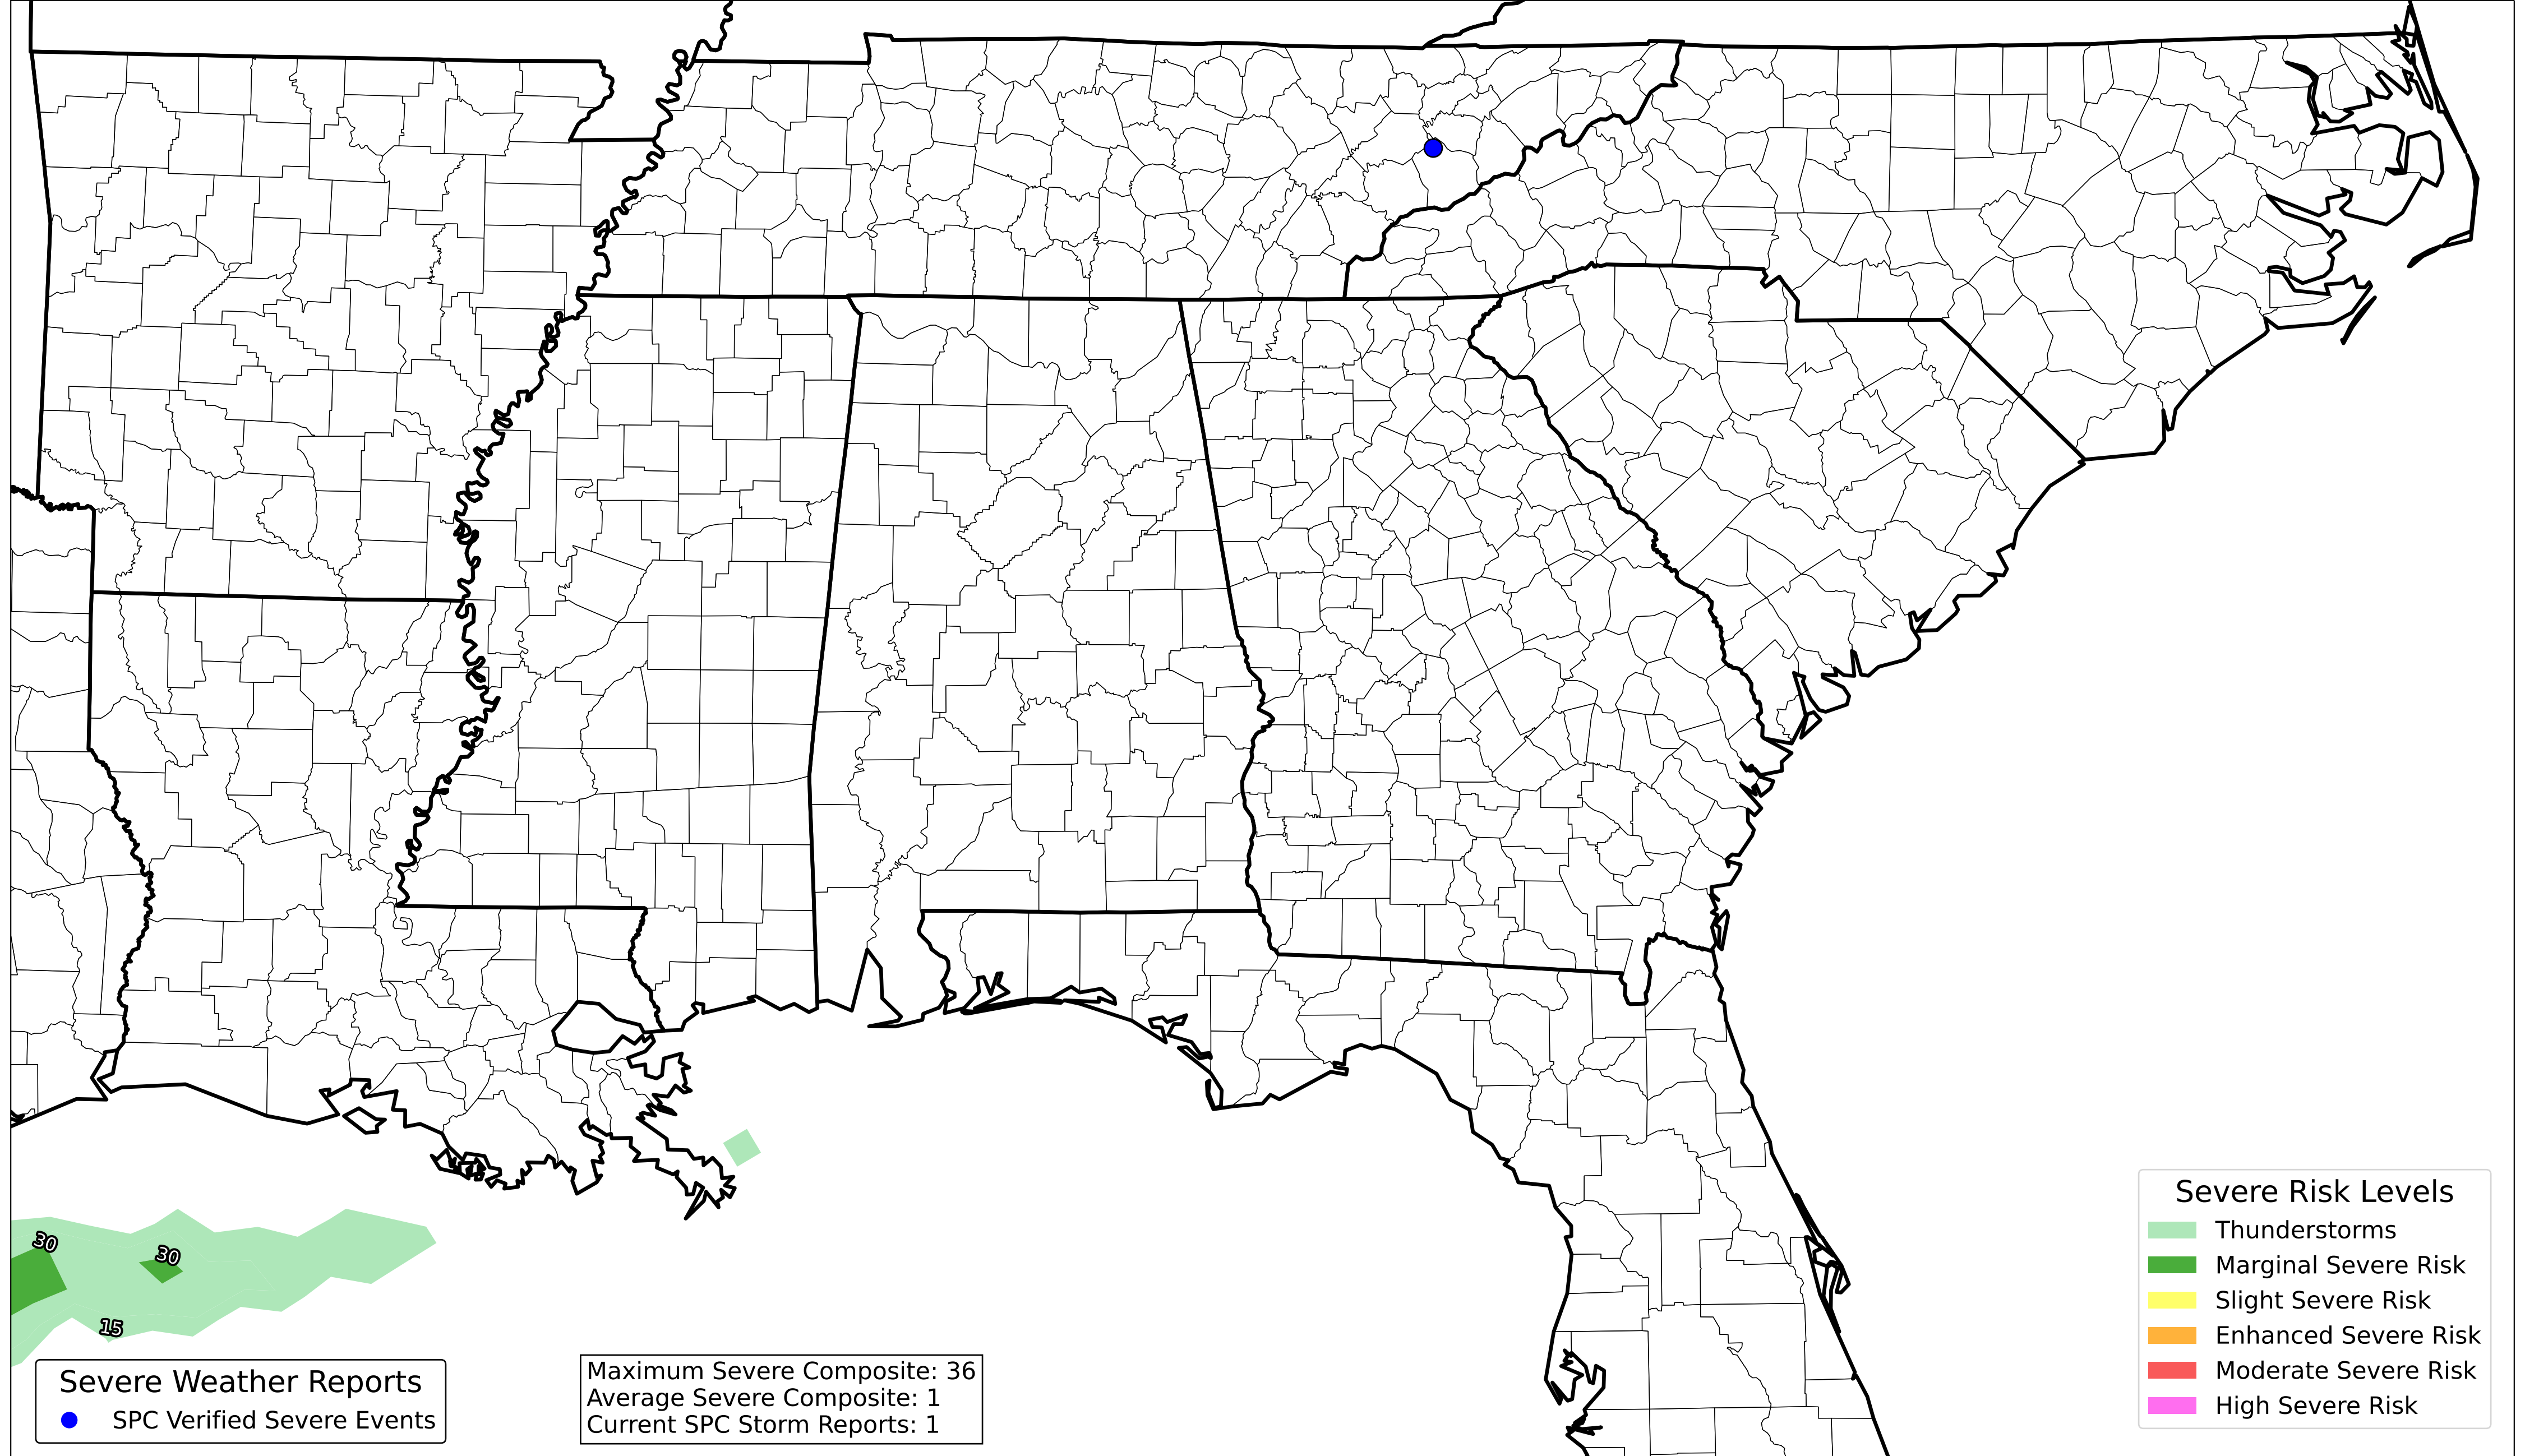 30
30
15
Severe Weather Reports
SPC Verified Severe Events
Maximum Severe Composite: 36
Average Severe Composite: 1
Current SPC Storm Reports: 1
Severe Risk Levels
Thunderstorms
Marginal Severe Risk
Slight Severe Risk
Enhanced Severe Risk
Moderate Severe Risk
High Severe Risk